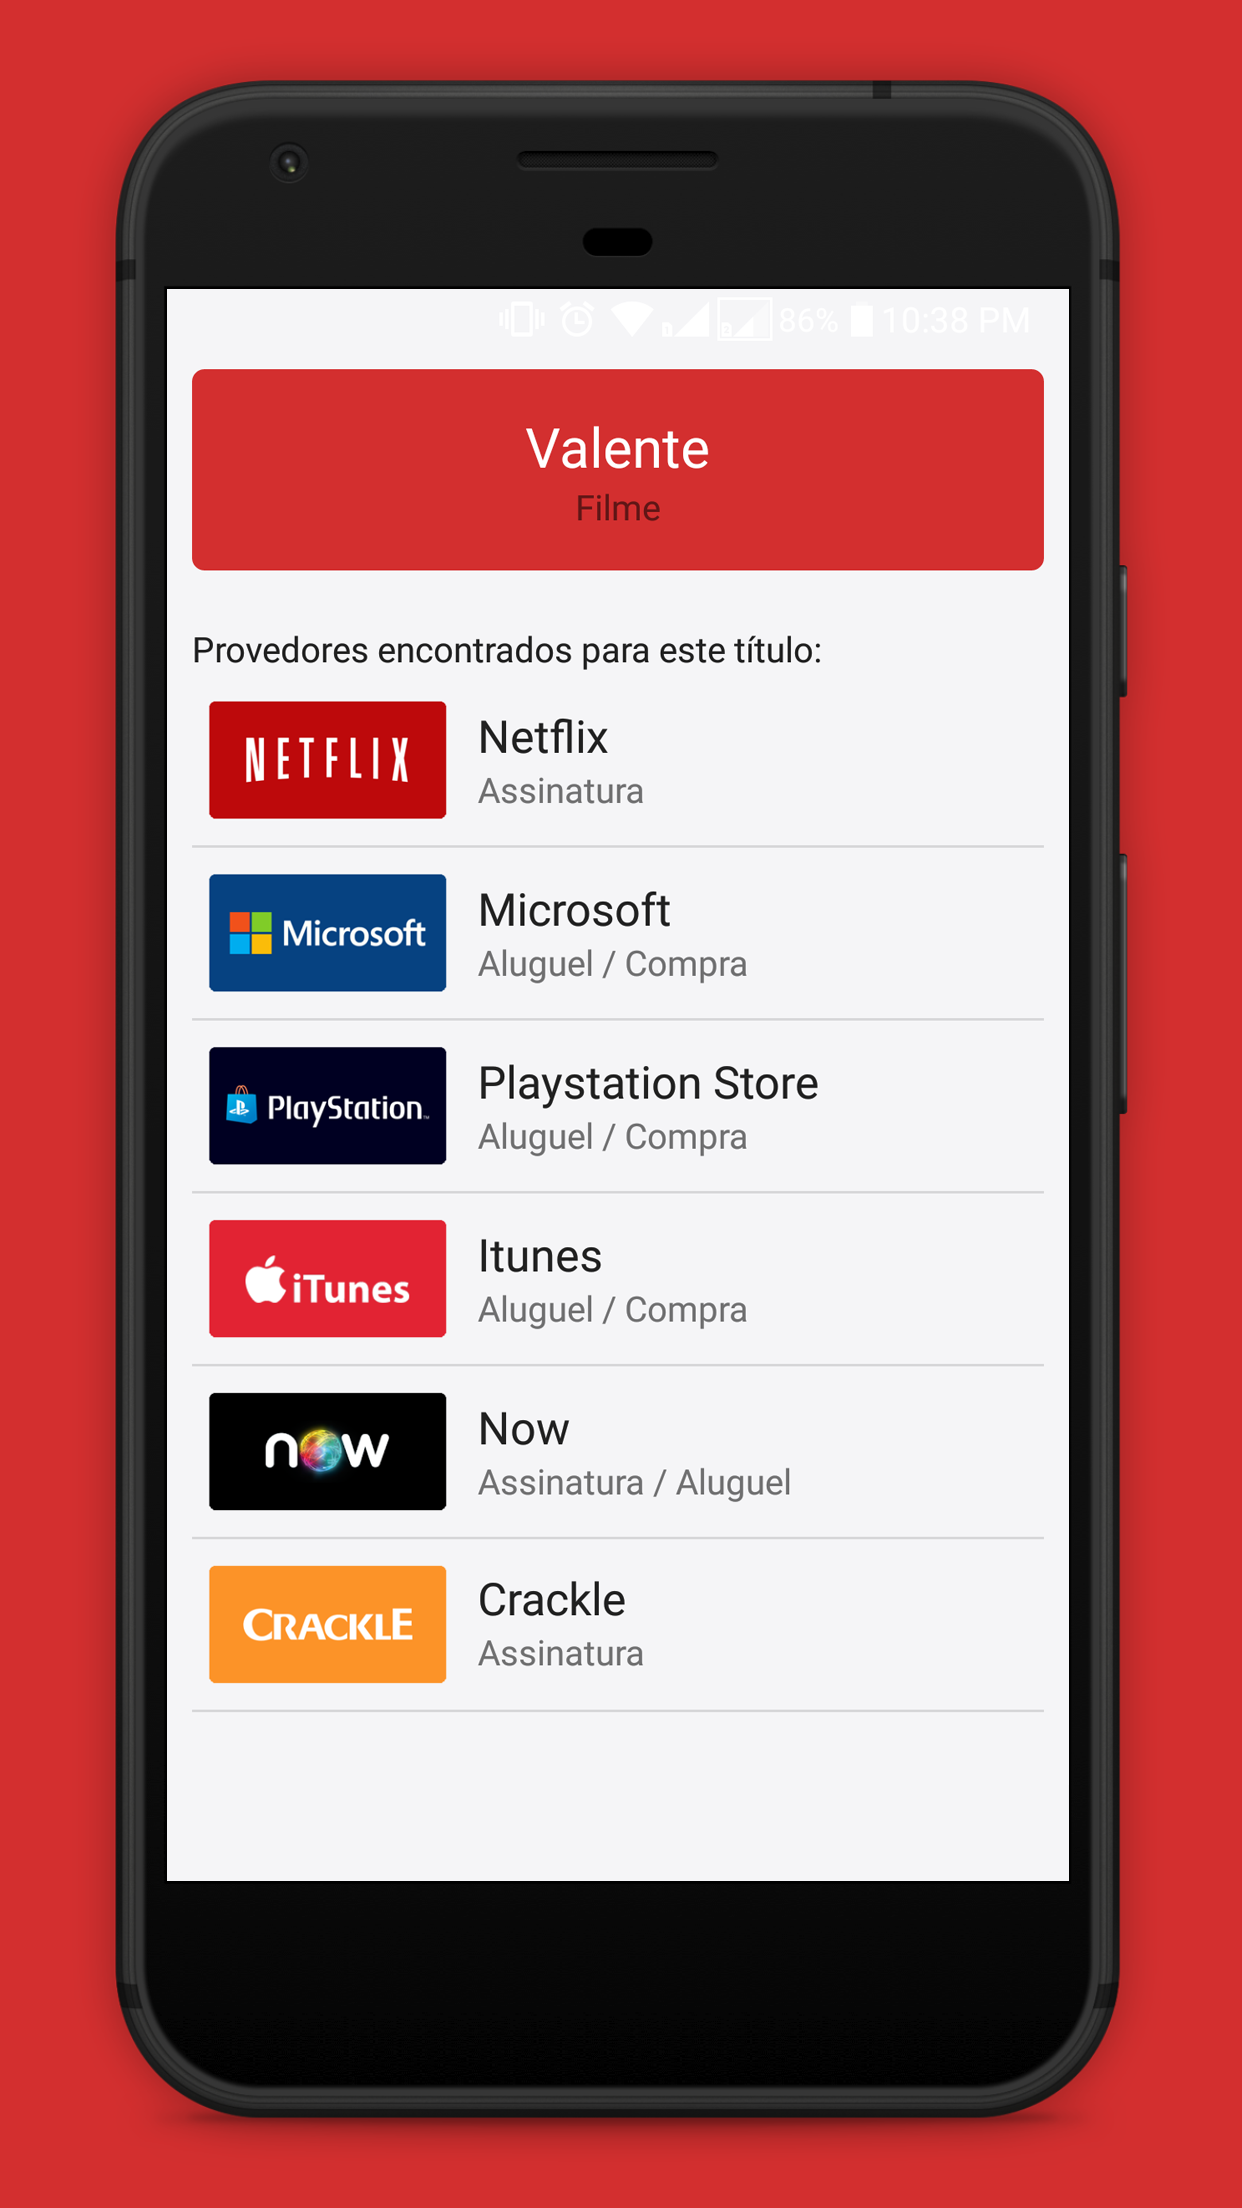 86% 10:38 PM
Valente
Filme
Provedores encontrados para este título:
NETFLIX
Netflix
Assinatura
Microsoft
Microsoft
Aluguel / Compra
PlayStation™
Playstation Store
Aluguel / Compra
iTunes
Itunes
Aluguel / Compra
now
Now
Assinatura / Aluguel
CRACKLE
Crackle
Assinatura